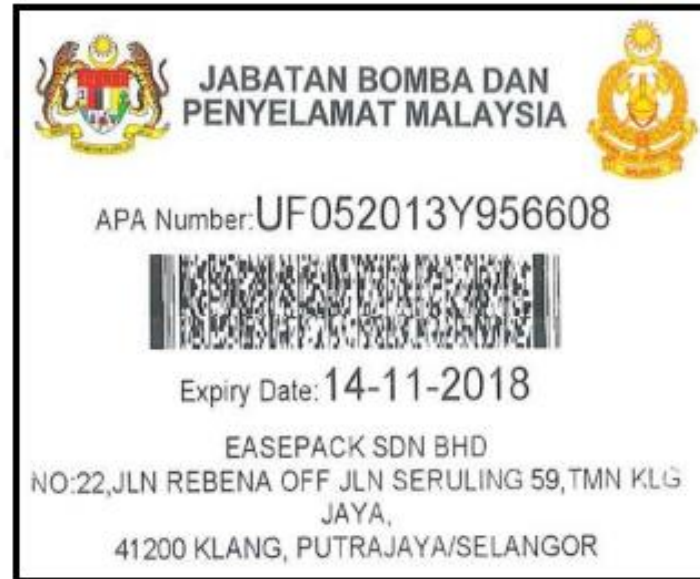 JABATAN BOMBA DAN
PENYELAMAT MALAYSIA
APA Number:UF052013Y956608
Expiry Date:14-11-2018
EASEPACK SDN BHD
NO:22,JLN REBENA OFF JLN SERULING 59,TMN KLG
JAYA,
41200 KLANG, PUTRAJAYA/SELANGOR